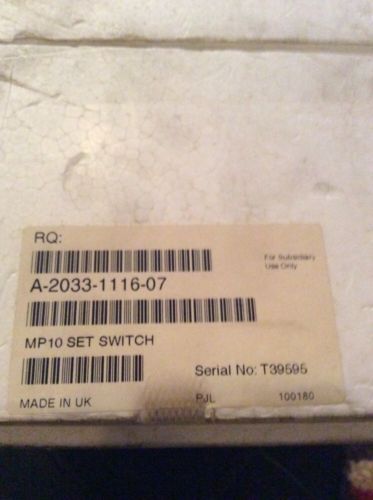 RQ:
For Subsidiary
Use Only
A-2033-1116-07
MP10 SET SWITCH
Serial No: T39595
MADE IN UK PJL 100180